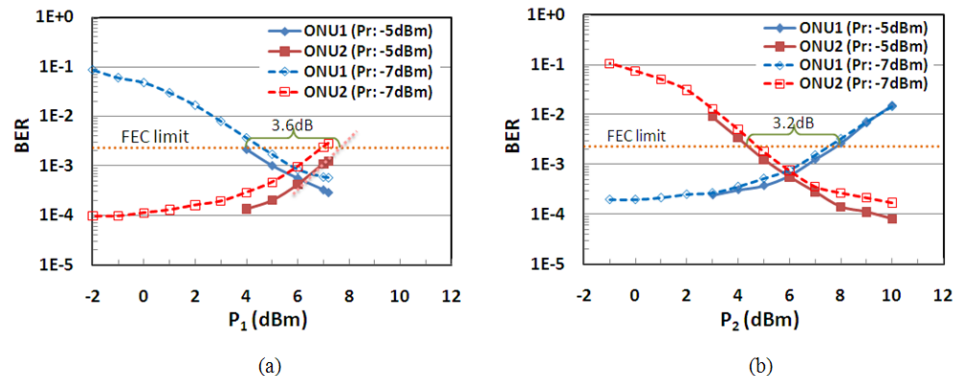 1E+0
1E-1
1E-2
1E-3
1E-4
1E-5
BER
ONU1 (Pr: -5dBm)
ONU2 (Pr: -5dBm)
ONU1 (Pr: -7dBm)
ONU2 (Pr: -7dBm)
3.6dB
FEC limit
-2 0 2 4 6 8 10 12
P1 (dBm)
(a)
1E+0
1E-1
1E-2
1E-3
1E-4
1E-5
BER
ONU1 (Pr: -5dBm)
ONU2 (Pr: -5dBm)
ONU1 (Pr: -7dBm)
ONU2 (Pr: -7dBm)
3.2dB
FEC limit
-2 0 2 4 6 8 10 12
P2 (dBm)
(b)